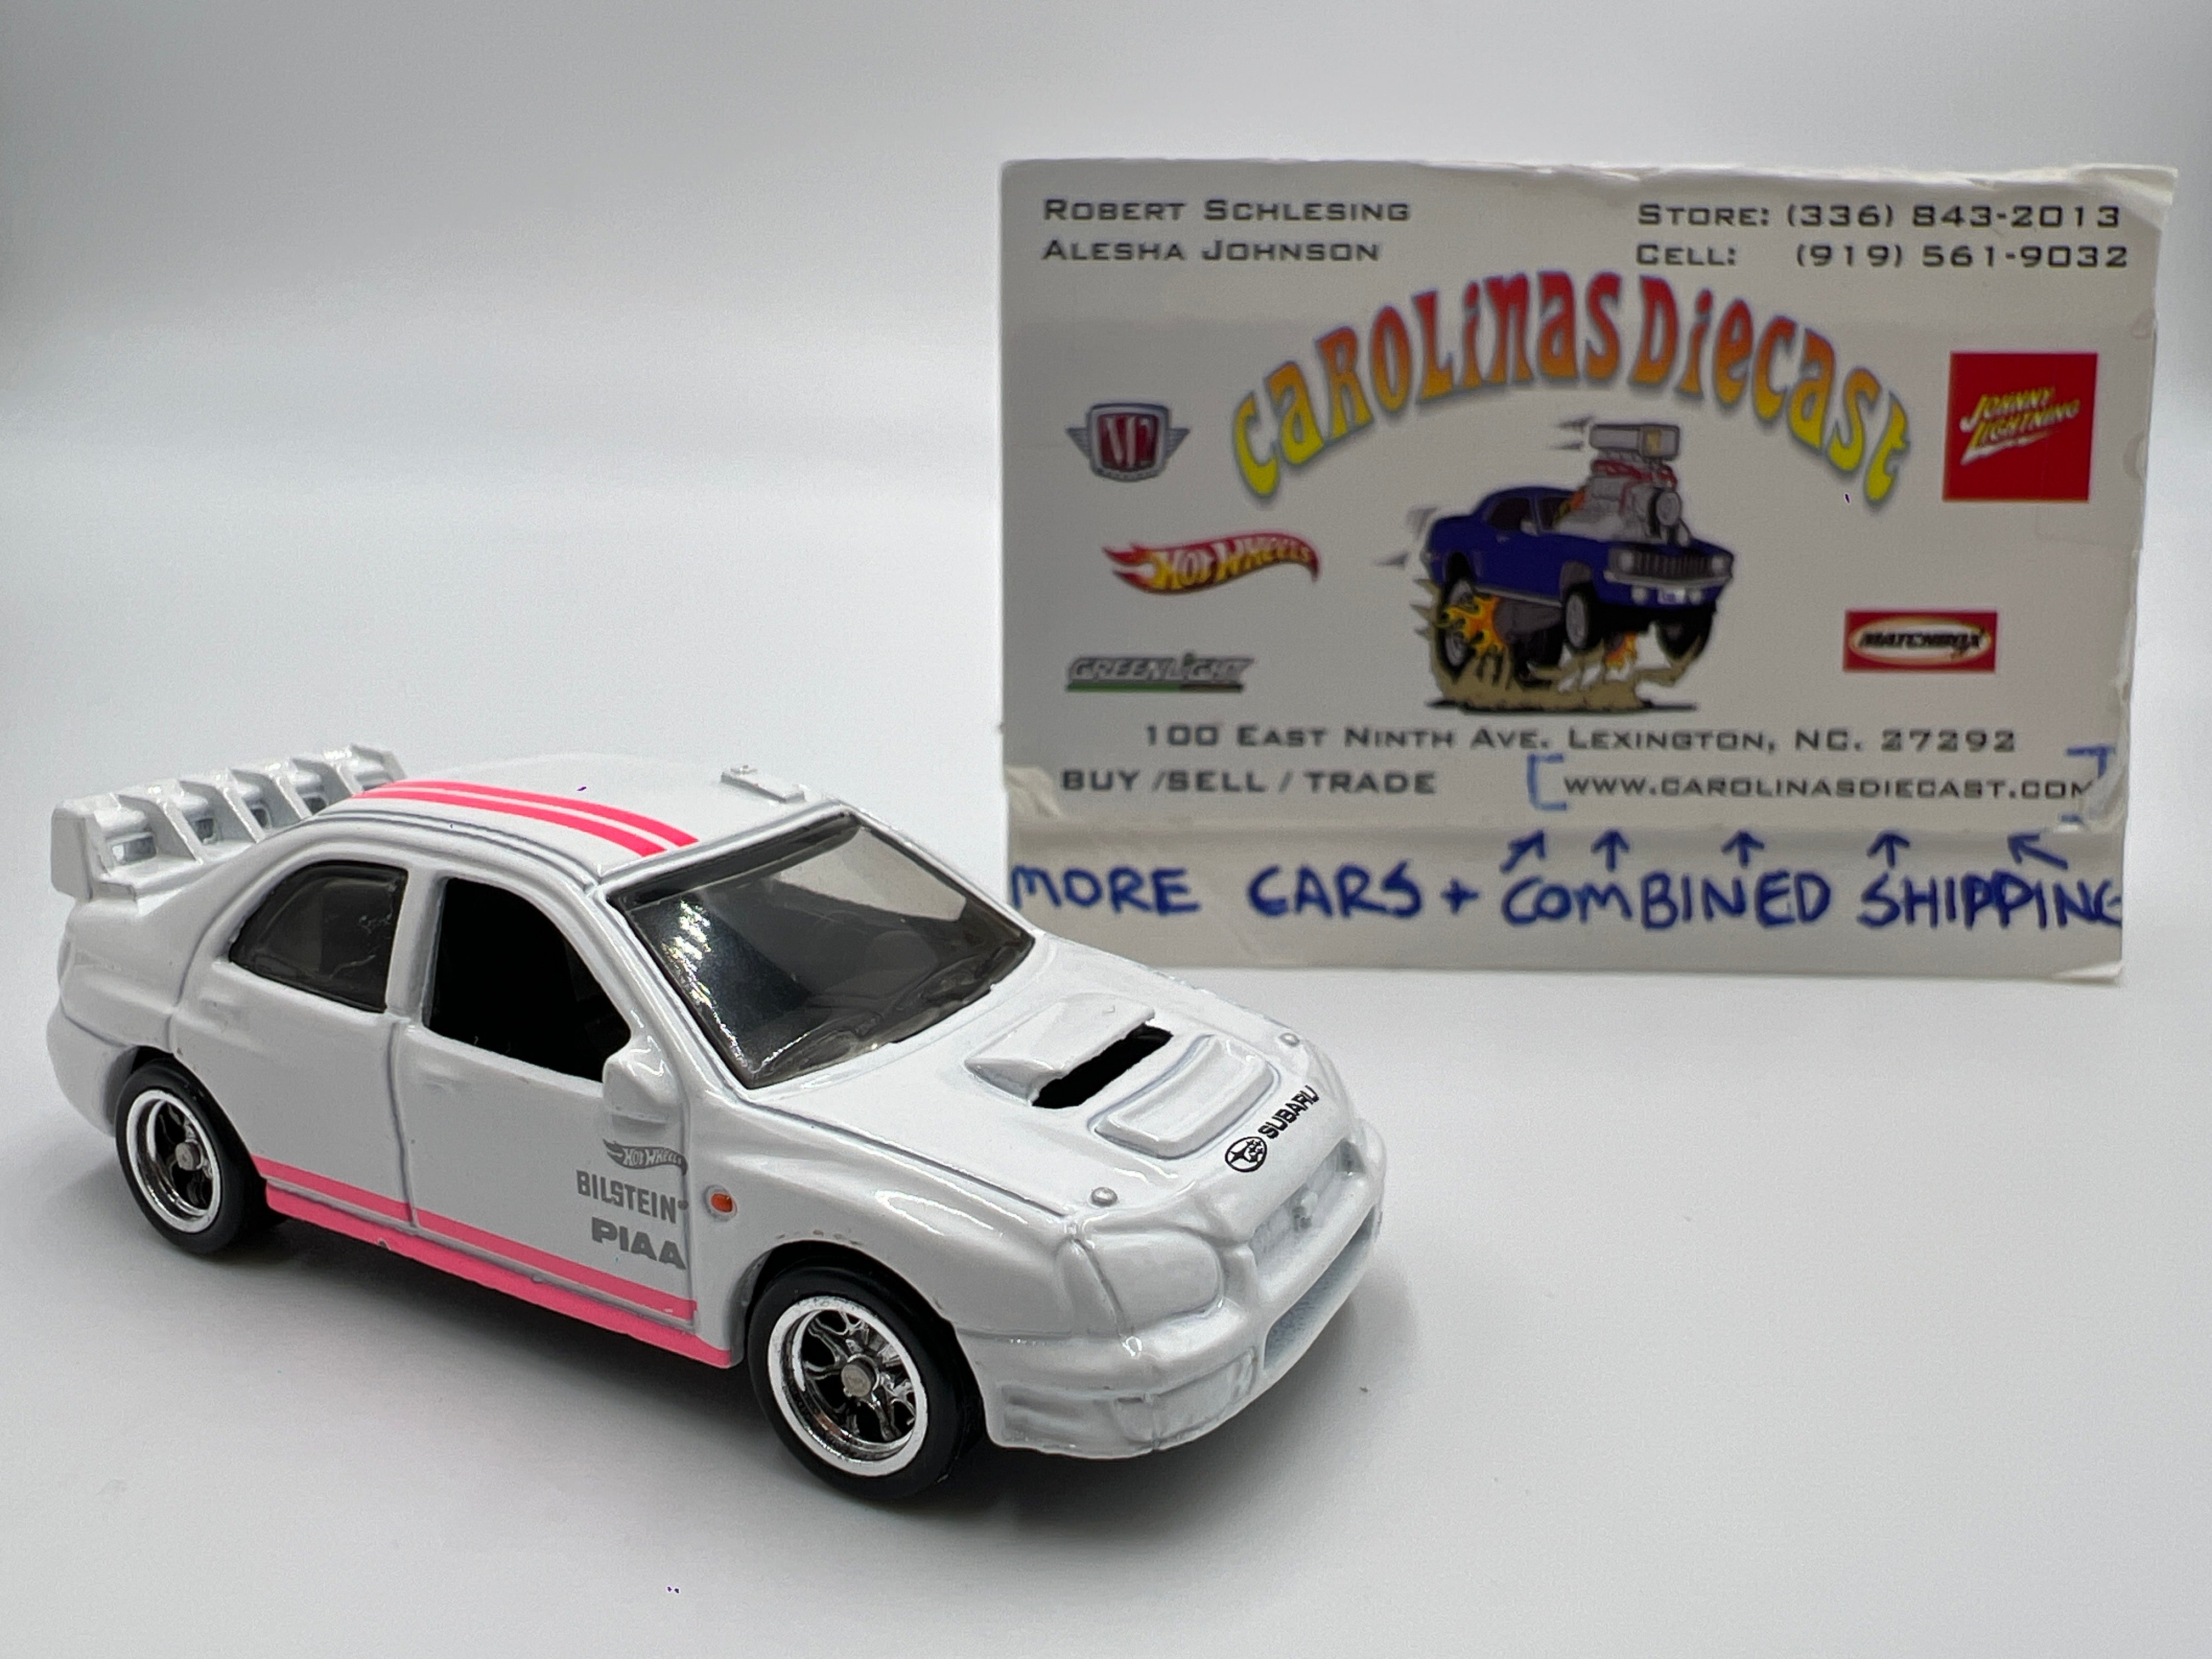 ROBERT SCHLESING
ALESHA JOHNSON
STORE: (336) 843-2013
CELL: (919) 561-9032
CAROLINAS DIECAST
M2
JOHNNY LIGHTNING
HOT WHEELS
MATCHBOX
GREENLIGHT
100 EAST NINTH AVE. LEXINGTON, NC. 27292
BUY /SELL / TRADE [WWW.CAROLINASDIECAST.COM]
MORE CARS + COMBINED SHIPPING
SUBARU
HOT WHEELS
BILSTEIN
PIAA